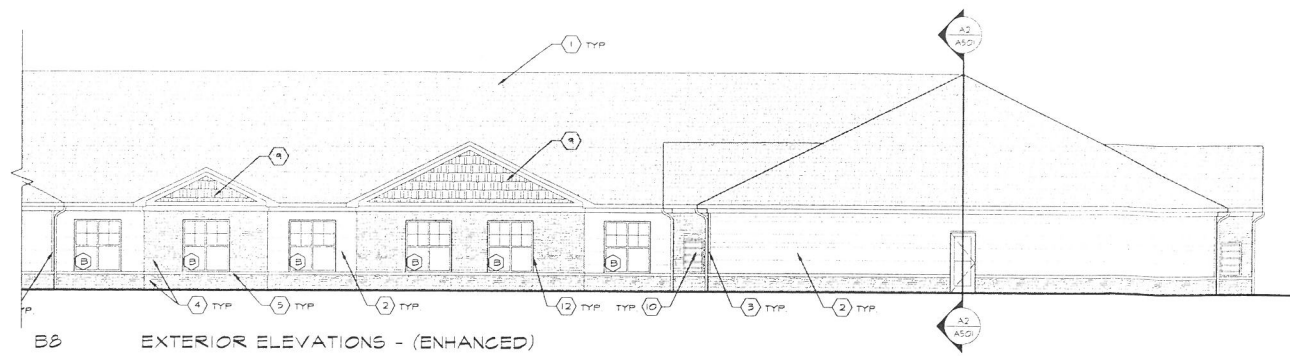 A2
A501
1 TYP
9
9
B
B
B
B
B
B
TYP.
4 TYP
5 TYP
2 TYP
12 TYP
TYP 10
3 TYP
2 TYP.
A2
A501
B8 EXTERIOR ELEVATIONS - (ENHANCED)